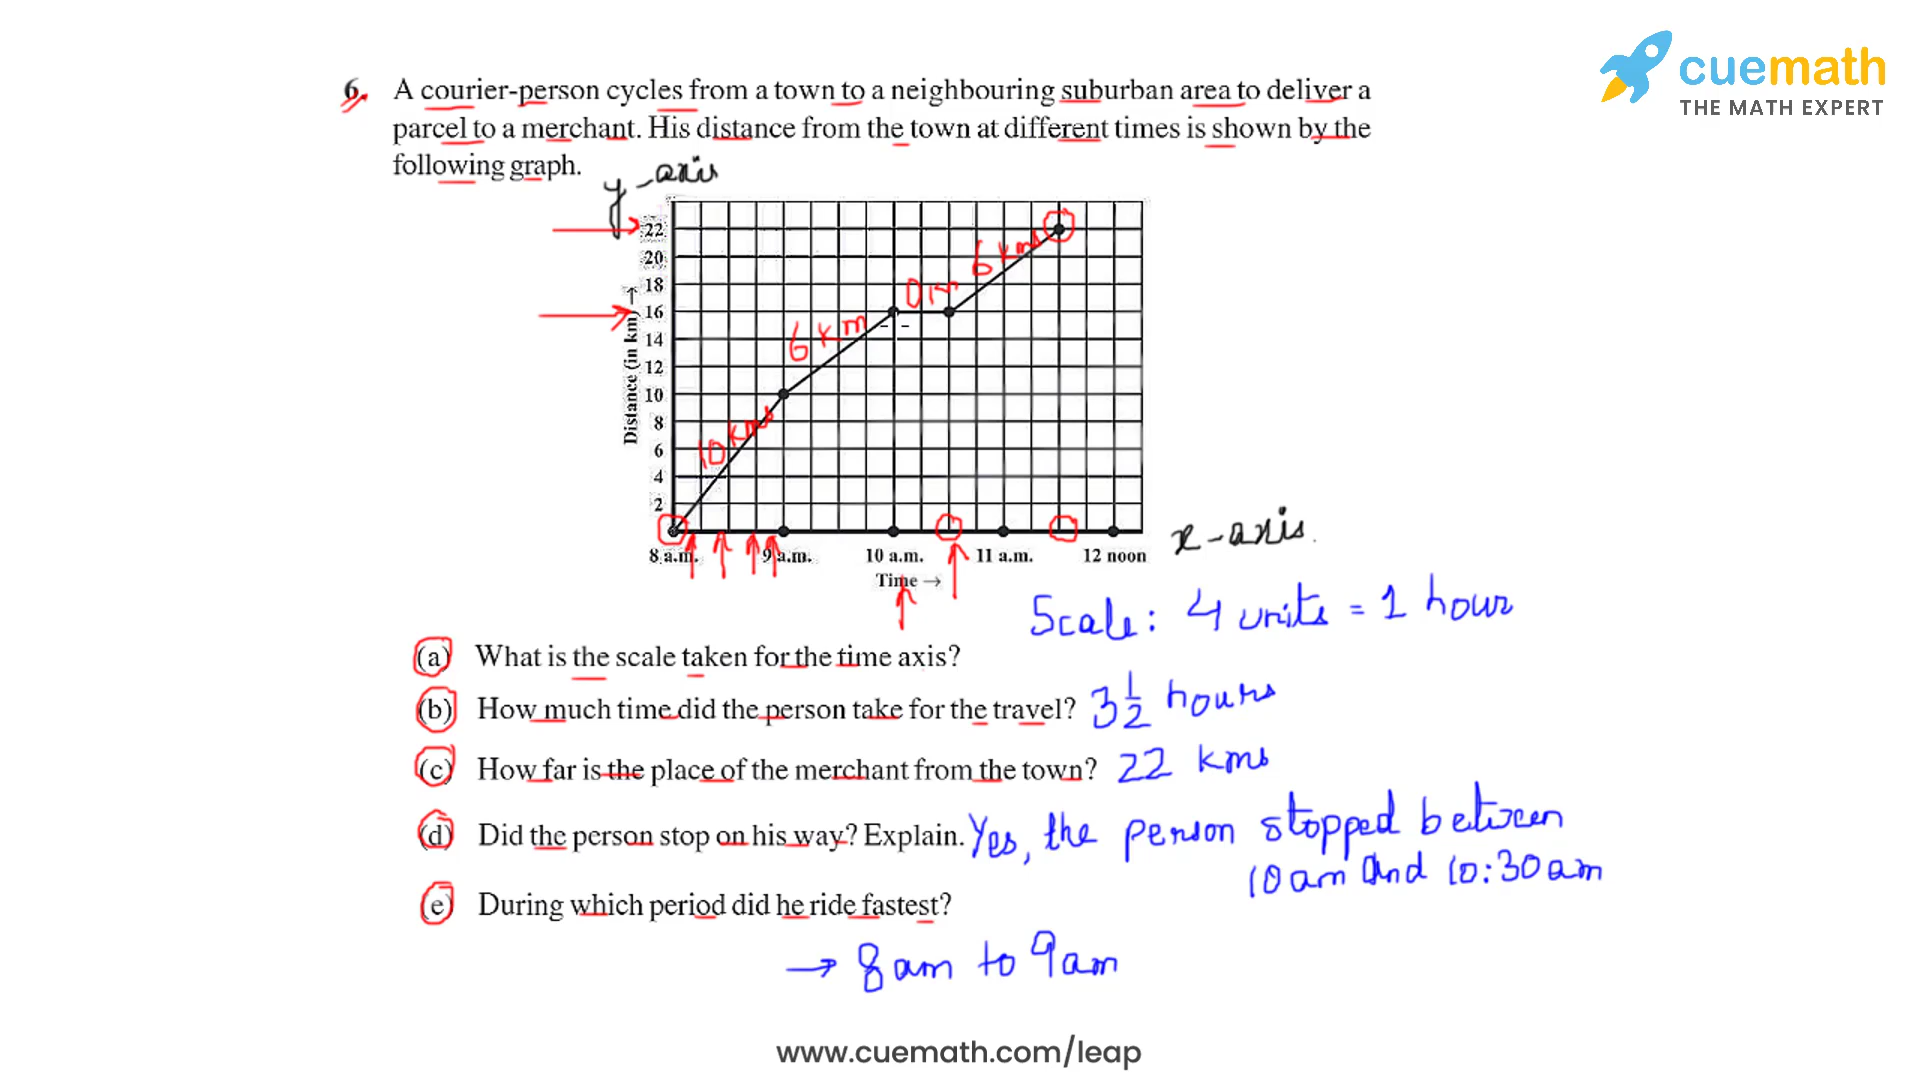 cuemath
THE MATH EXPERT
6. A courier-person cycles from a town to a neighbouring suburban area to deliver a
parcel to a merchant. His distance from the town at different times is shown by the
following graph.
y-axis
22
20
18
16
14
12
10
8
6
4
2
Distance (in km) →
10 kms
6 km
0 m
6 kms
8 a.m. 9 a.m. 10 a.m. 11 a.m. 12 noon
Time →
x-axis.
Scale: 4 units = 1 hour
(a) What is the scale taken for the time axis?
(b) How much time did the person take for the travel? 3 1/2 hours
(c) How far is the place of the merchant from the town? 22 kms
(d) Did the person stop on his way? Explain. Yes, the person stopped between
10 am and 10:30 am
(e) During which period did he ride fastest?
→ 8 am to 9 am
www.cuemath.com/leap